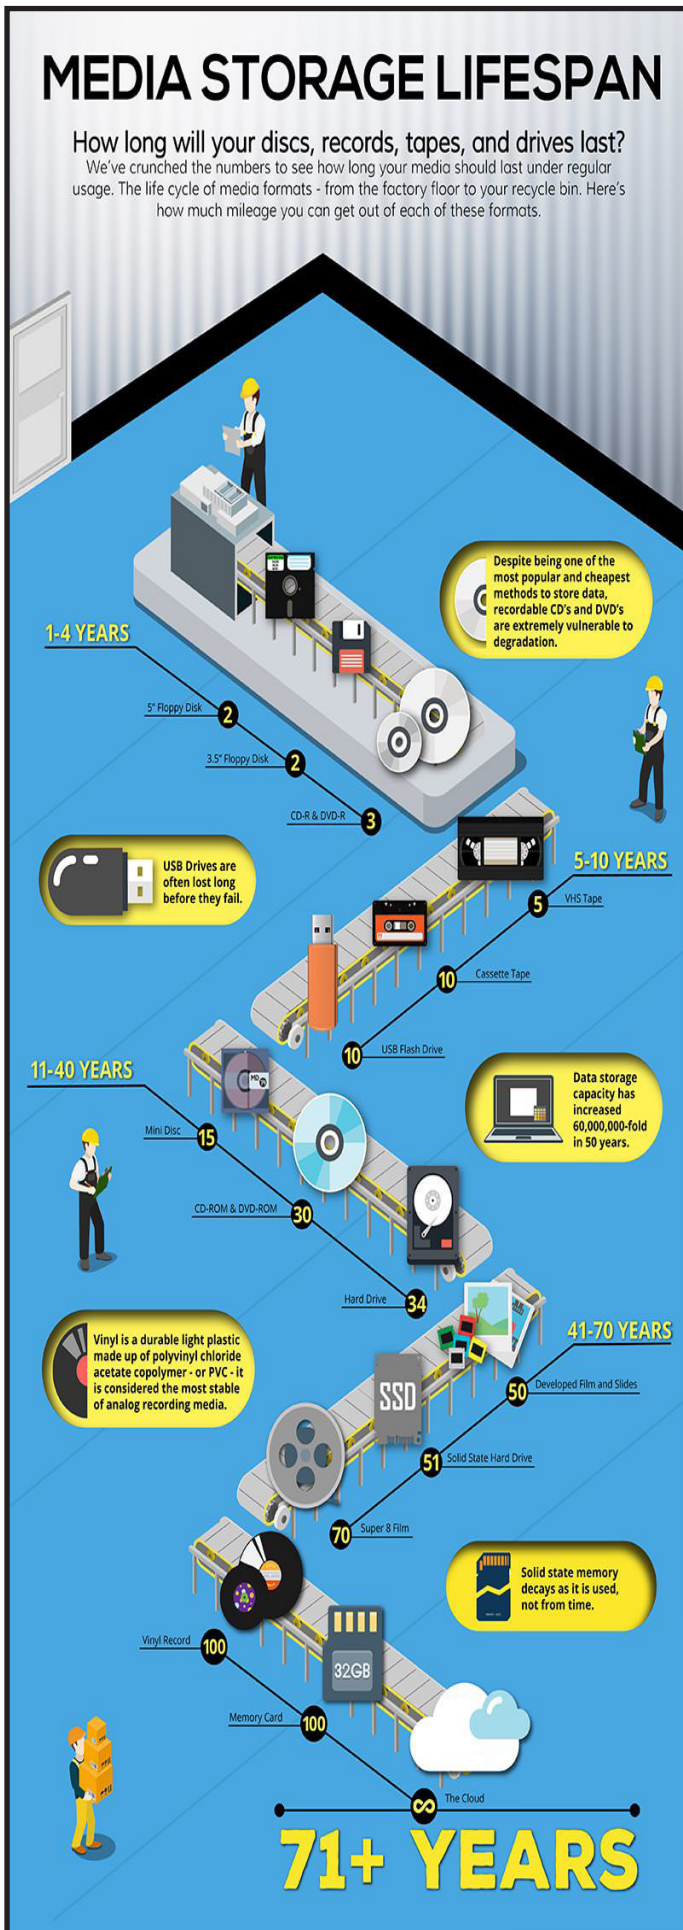 MEDIA STORAGE LIFESPAN
How long will your discs, records, tapes, and drives last?
We've crunched the numbers to see how long your media should last under regular
usage. The life cycle of media formats - from the factory floor to your recycle bin. Here's
how much mileage you can get out of each of these formats.
Despite being one of the
most popular and cheapest
methods to store data,
recordable CD's and DVD's
are extremely vulnerable to
degradation.
1-4 YEARS
5" Floppy Disk
2
3.5" Floppy Disk
2
CD-R & DVD-R
3
USB Drives are
often lost long
before they fail.
5-10 YEARS
5
VHS Tape
10
Cassette Tape
10
USB Flash Drive
11-40 YEARS
MD
Mini Disc
15
CD-ROM & DVD-ROM
30
Hard Drive
34
Data storage
capacity has
increased
60,000,000-fold
in 50 years.
Vinyl is a durable light plastic
made up of polyvinyl chloride
acetate copolymer - or PVC - it
is considered the most stable
of analog recording media.
41-70 YEARS
50
Developed Film and Slides
SSD
51
Solid State Hard Drive
70
Super 8 Film
Solid state memory
decays as it is used,
not from time.
Vinyl Record
100
32GB
Memory Card
100
∞
The Cloud
71+ YEARS